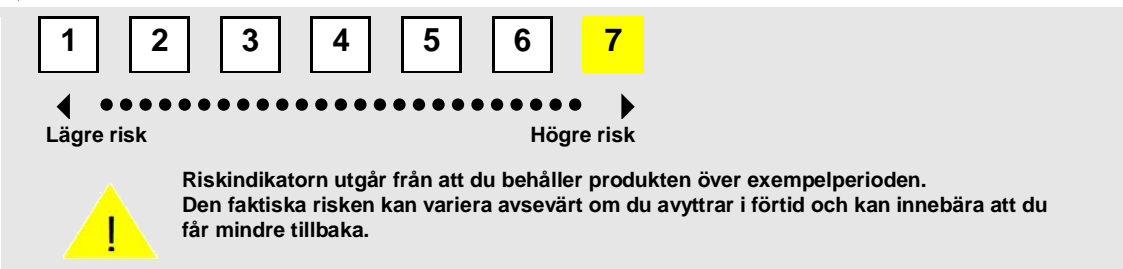 1 2 3 4 5 6 7
Lägre risk Högre risk
Riskindikatorn utgår från att du behåller produkten över exempelperioden.
Den faktiska risken kan variera avsevärt om du avyttrar i förtid och kan innebära att du
får mindre tillbaka.
!